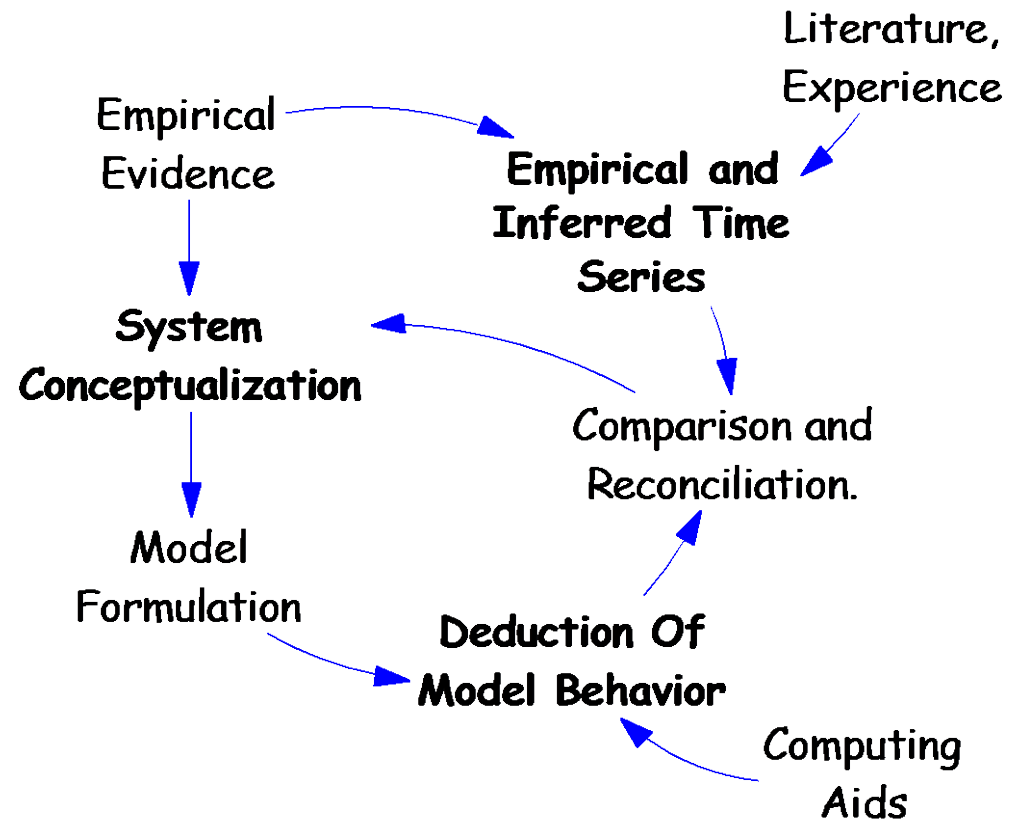 Literature,
Experience
Empirical
Evidence
Empirical and
Inferred Time
Series
System
Conceptualization
Comparison and
Reconciliation.
Model
Formulation
Deduction Of
Model Behavior
Computing
Aids